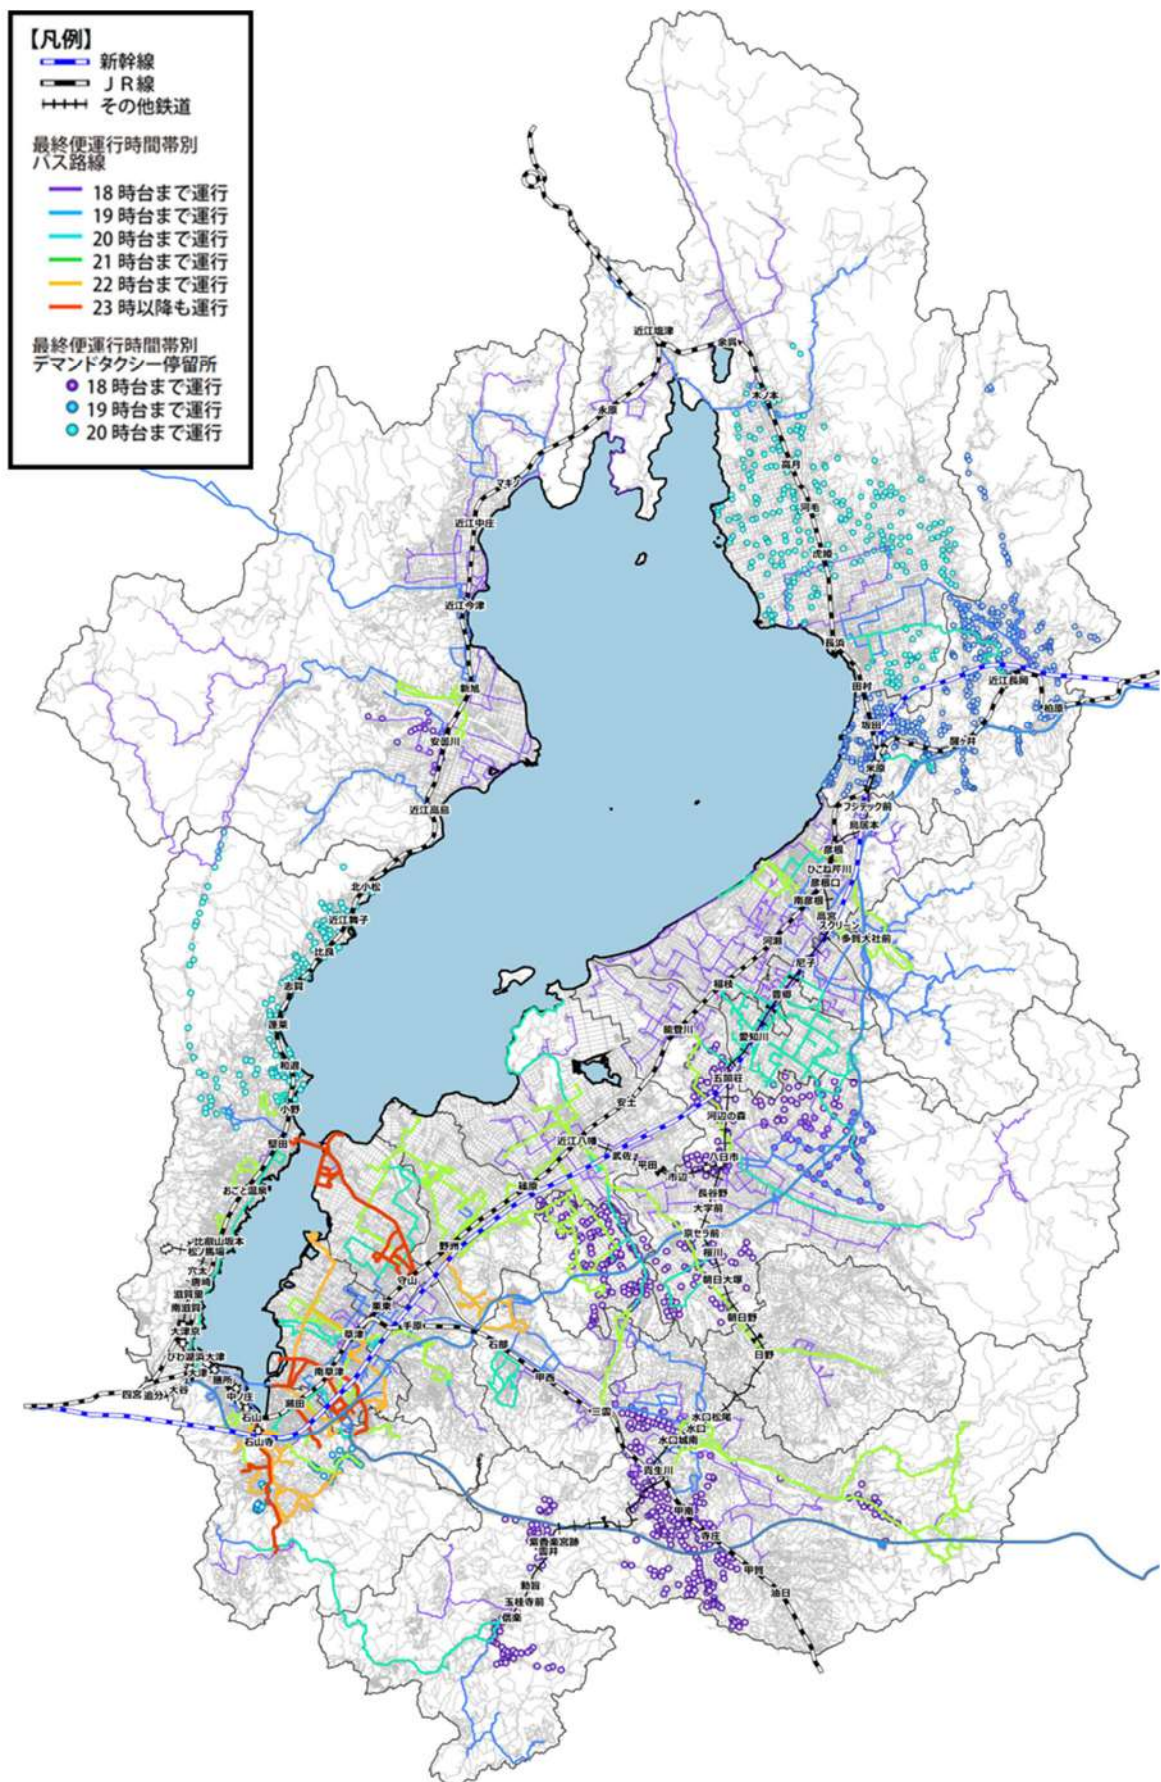 【凡例】
新幹線
ＪＲ線
その他鉄道
最終便運行時間帯別
バス路線
18 時台まで運行
19 時台まで運行
20 時台まで運行
21 時台まで運行
22 時台まで運行
23 時以降も運行
最終便運行時間帯別
デマンドタクシー停留所
18 時台まで運行
19 時台まで運行
20 時台まで運行
近江塩津
余呉
木ノ本
永原
高月
マキノ
河毛
近江中庄
虎姫
近江今津
長浜
近江長岡
田村
新旭
柏原
坂田
安曇川
醒ヶ井
米原
近江高島
フジテック前
鳥居本
彦根
ひこね芹川
彦根口
北小松
南彦根
高宮
近江舞子
スクリーン
多賀大社前
河瀬
比良
尼子
志賀
稲枝
豊郷
蓬莱
能登川
愛知川
和邇
五箇荘
安土
小野
河辺の森
近江八幡
堅田
武佐
平田
八日市
市辺
篠原
おごと温泉
長谷野
大学前
京セラ前
比叡山坂本
野洲
松ノ馬場
桜川
穴太
守山
朝日大塚
唐崎
滋賀里
栗東
南滋賀
朝日野
手原
大津京
草津
石部
日野
びわ湖浜大津
南草津
大津
膳所
甲西
大谷
四宮
追分
中ノ庄
瀬田
三雲
石山
水口松尾
水口
石山寺
水口城南
貴生川
甲南
寺庄
紫香楽宮跡
雲井
甲賀
勅旨
油日
玉桂寺前
信楽